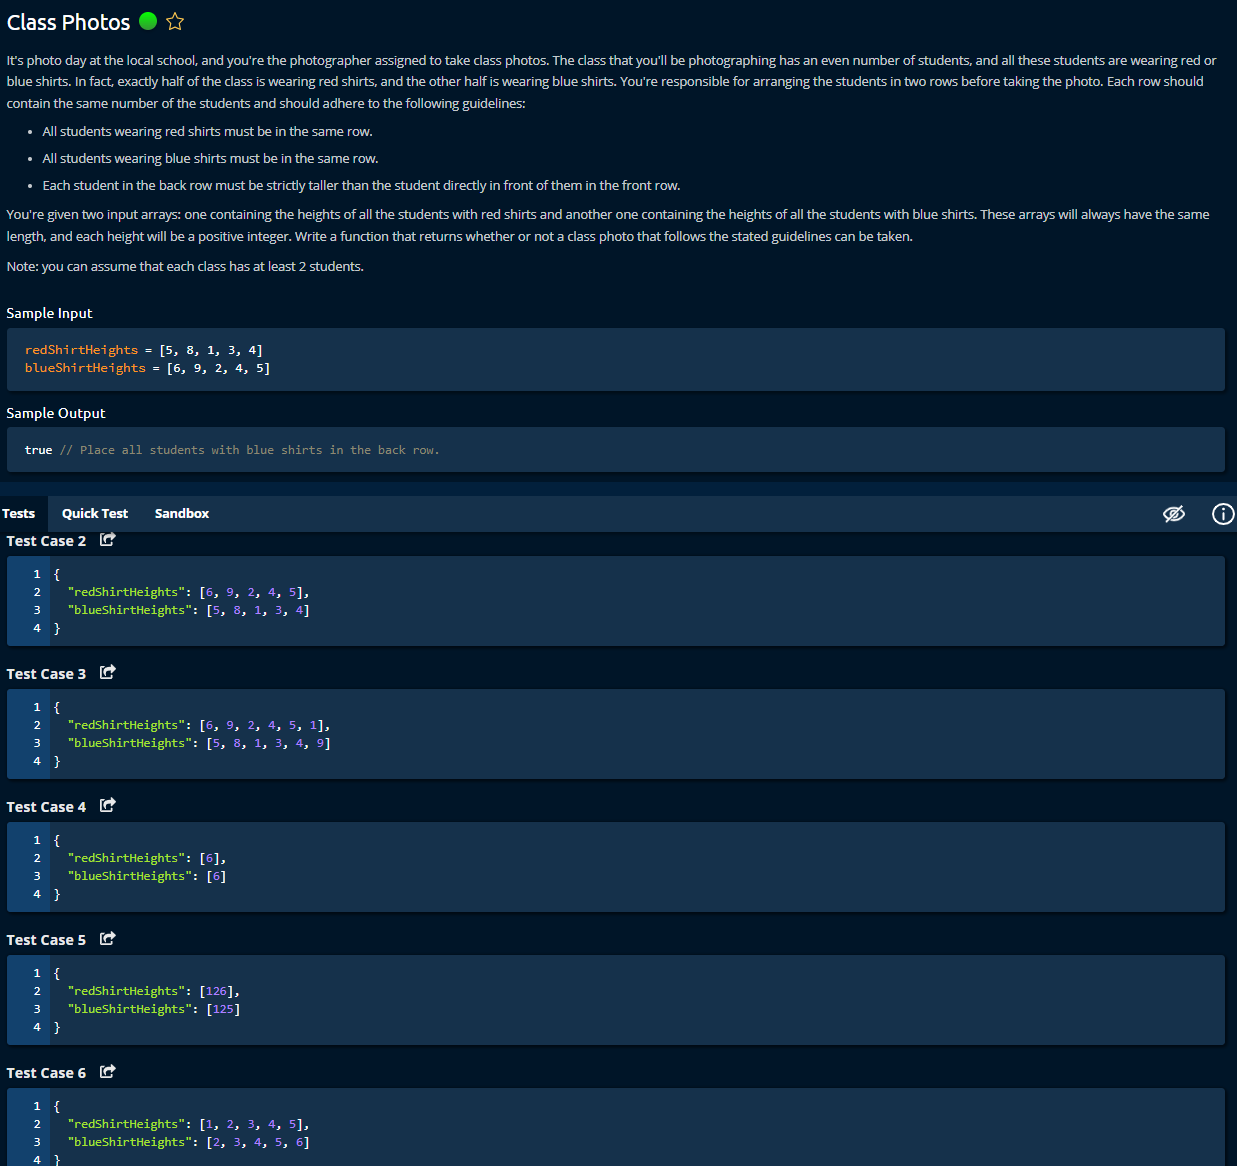 Class Photos
It's photo day at the local school, and you're the photographer assigned to take class photos. The class that you'll be photographing has an even number of students, and all these students are wearing red or
blue shirts. In fact, exactly half of the class is wearing red shirts, and the other half is wearing blue shirts. You're responsible for arranging the students in two rows before taking the photo. Each row should
contain the same number of the students and should adhere to the following guidelines:
• All students wearing red shirts must be in the same row.
• All students wearing blue shirts must be in the same row.
• Each student in the back row must be strictly taller than the student directly in front of them in the front row.
You're given two input arrays: one containing the heights of all the students with red shirts and another one containing the heights of all the students with blue shirts. These arrays will always have the same
length, and each height will be a positive integer. Write a function that returns whether or not a class photo that follows the stated guidelines can be taken.
Note: you can assume that each class has at least 2 students.
Sample Input
redShirtHeights = [5, 8, 1, 3, 4]
blueShirtHeights = [6, 9, 2, 4, 5]
Sample Output
true // Place all students with blue shirts in the back row.
Tests Quick Test Sandbox
Test Case 2
1 {
2 "redShirtHeights": [6, 9, 2, 4, 5],
3 "blueShirtHeights": [5, 8, 1, 3, 4]
4 }
Test Case 3
1 {
2 "redShirtHeights": [6, 9, 2, 4, 5, 1],
3 "blueShirtHeights": [5, 8, 1, 3, 4, 9]
4 }
Test Case 4
1 {
2 "redShirtHeights": [6],
3 "blueShirtHeights": [6]
4 }
Test Case 5
1 {
2 "redShirtHeights": [126],
3 "blueShirtHeights": [125]
4 }
Test Case 6
1 {
2 "redShirtHeights": [1, 2, 3, 4, 5],
3 "blueShirtHeights": [2, 3, 4, 5, 6]
4 }